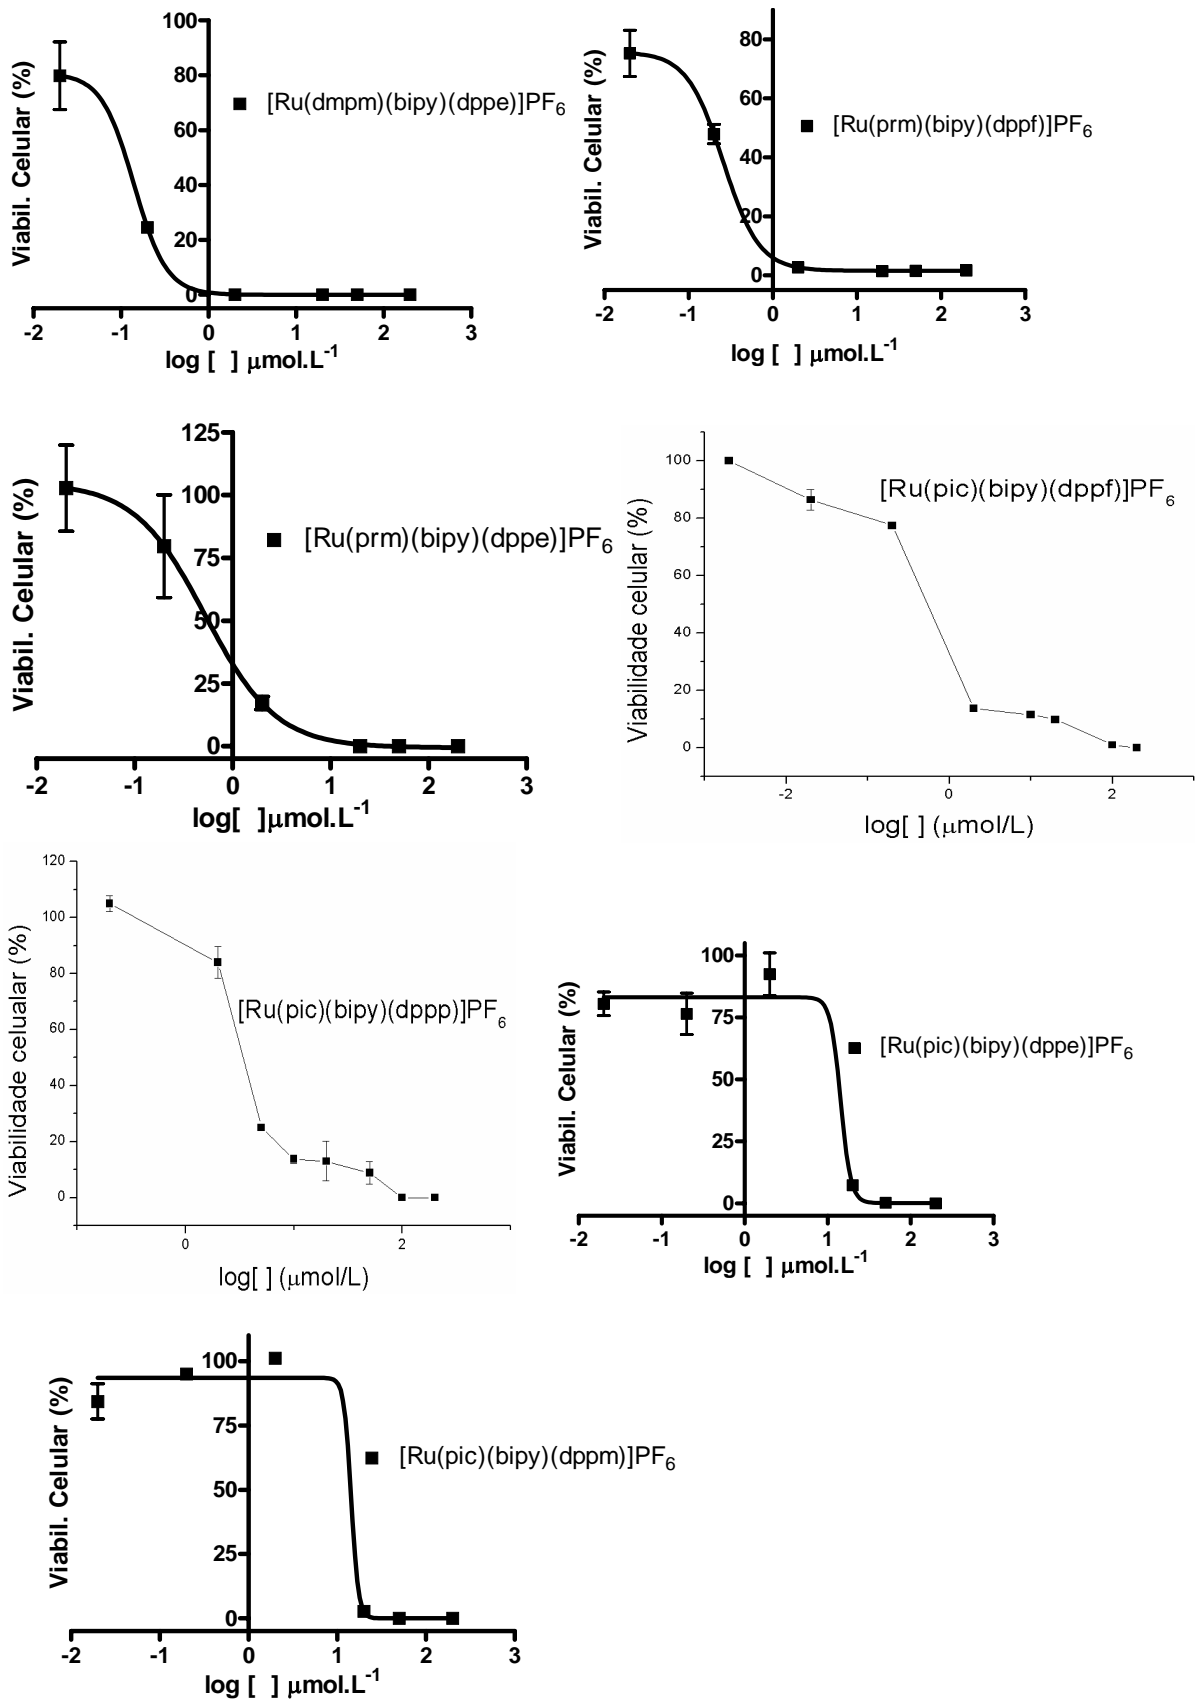 100
80
60
40
20
0
-2 -1 0 1 2 3
Viabil. Celular (%)
log [ ] µmol.L-1
[Ru(dmpm)(bipy)(dppe)]PF6
80
60
40
20
0
-2 -1 0 1 2 3
Viabil. Celular (%)
log [ ] µmol.L-1
[Ru(prm)(bipy)(dppf)]PF6
125
100
75
50
25
0
-2 -1 0 1 2 3
Viabil. Celular (%)
log[ ]µmol.L-1
[Ru(prm)(bipy)(dppe)]PF6
100
80
60
40
20
0
-2 0 2
Viabilidade celular (%)
log[ ] (µmol/L)
[Ru(pic)(bipy)(dppf)]PF6
120
100
80
60
40
20
0
0 2
Viabilidade celualar (%)
log[ ] (µmol/L)
[Ru(pic)(bipy)(dppp)]PF6
100
75
50
25
0
-2 -1 0 1 2 3
Viabil. Celular (%)
log [ ] µmol.L-1
[Ru(pic)(bipy)(dppe)]PF6
100
75
50
25
0
-2 -1 0 1 2 3
Viabil. Celular (%)
log [ ] µmol.L-1
[Ru(pic)(bipy)(dppm)]PF6